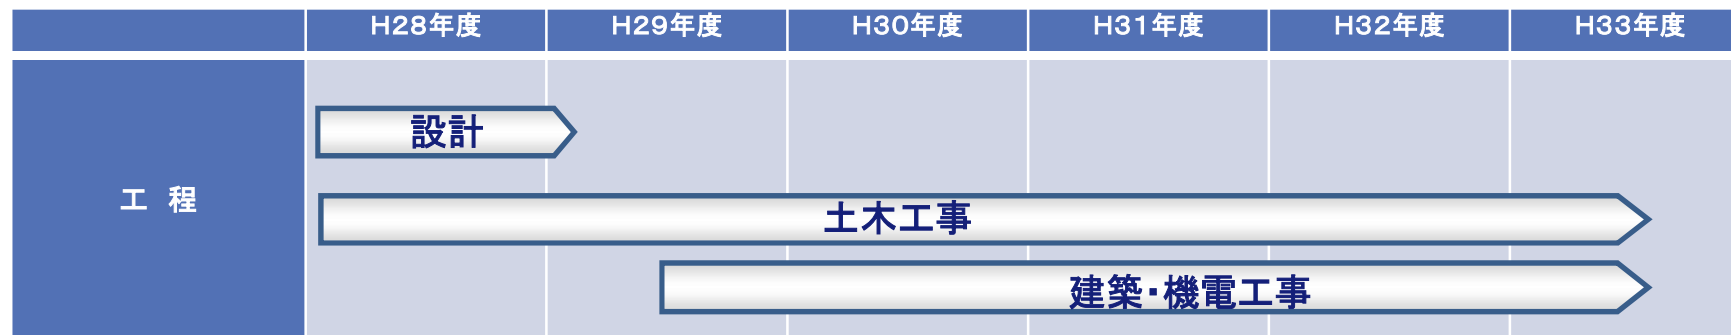 H28年度 H29年度 H30年度 H31年度 H32年度 H33年度
設計
工 程
土木工事
建築・機電工事